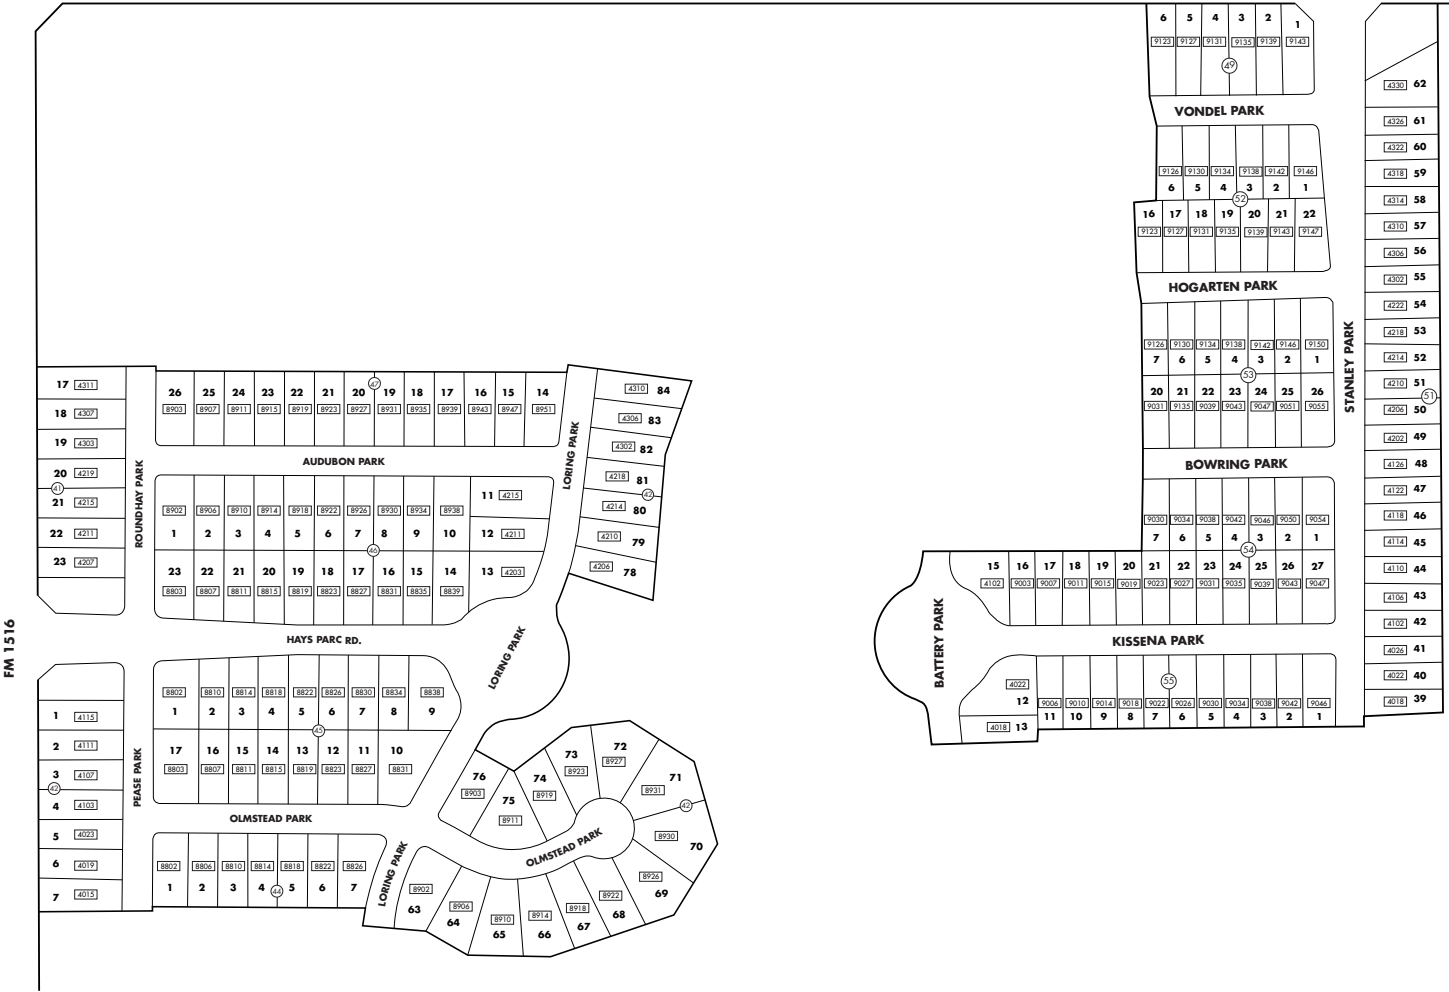 6 5 4 3 2 1
9123 9127 9131 9135 9139 9143
49
VONDEL PARK
9126 9130 9134 9138 9142 9146
6 5 4 3 2 1
52
16 17 18 19 20 21 22
9123 9127 9131 9135 9139 9143 9147
HOGARTEN PARK
9126 9130 9134 9138 9142 9146 9150
7 6 5 4 3 2 1
53
20 21 22 23 24 25 26
9031 9135 9039 9043 9047 9051 9055
BOWRING PARK
9030 9034 9038 9042 9046 9050 9054
7 6 5 4 3 2 1
54
15 16 17 18 19 20 21 22 23 24 25 26 27
4102 9003 9007 9011 9015 9019 9023 9027 9031 9035 9039 9043 9047
KISSENA PARK
BATTERY PARK
55
4022
12 9006 9010 9014 9018 9022 9026 9030 9034 9038 9042 9046
11 10 9 8 7 6 5 4 3 2 1
4018 13
STANLEY PARK
4330 62
4326 61
4322 60
4318 59
4314 58
4310 57
4306 56
4302 55
4222 54
4218 53
4214 52
4210 51
51
4206 50
4202 49
4126 48
4122 47
4118 46
4114 45
4110 44
4106 43
4102 42
4026 41
4022 40
4018 39
17 4311
18 4307
19 4303
20 4219
41
21 4215
22 4211
23 4207
ROUNDHAY PARK
47
26 25 24 23 22 21 20 19 18 17 16 15 14
8903 8907 8911 8915 8919 8923 8927 8931 8935 8939 8943 8947 8951
AUDUBON PARK
LORING PARK
4310 84
4306 83
4302 82
4218 81
42
4214 80
4210 79
4206 78
8902 8906 8910 8914 8918 8922 8926 8930 8934 8938
1 2 3 4 5 6 7 8 9 10
11 4215
12 4211
13 4203
46
23 22 21 20 19 18 17 16 15 14
8803 8807 8811 8815 8819 8823 8827 8831 8835 8839
HAYS PARC RD.
LORING PARK
FM 1516
8802 8810 8814 8818 8822 8826 8830 8834 8838
1 2 3 4 5 6 7 8 9
45
17 16 15 14 13 12 11 10
8803 8807 8811 8815 8819 8823 8827 8831
PEASE PARK
1 4115
2 4111
3 4107
42
4 4103
5 4023
6 4019
7 4015
OLMSTEAD PARK
8802 8806 8810 8814 8818 8822 8826
1 2 3 4 5 6 7
44
LORING PARK
76
8903
75
8911
74
8919
73
8923
72
8927
71
8931
42
8930
70
8926
69
8922
68
8918
67
8914
66
8910
65
8906
64
8902
63
OLMSTEAD PARK